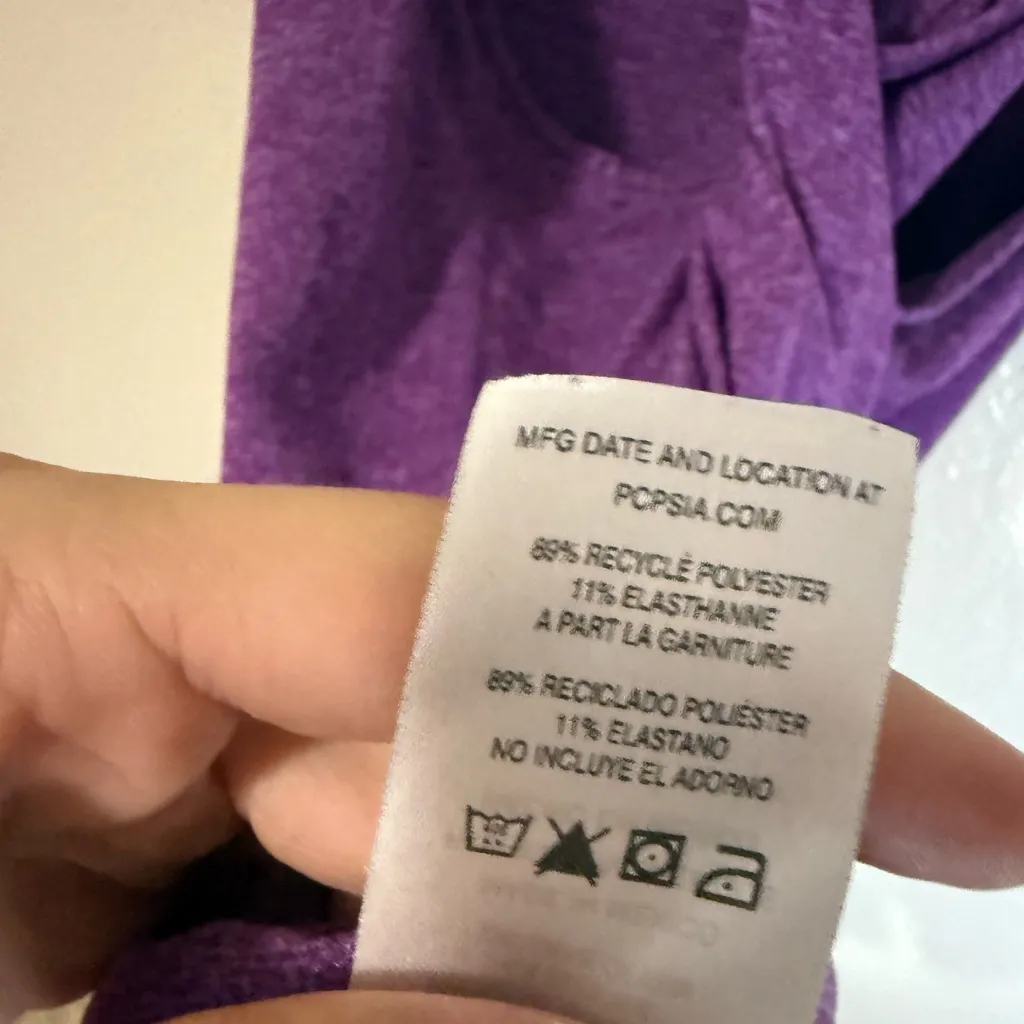 MFG DATE AND LOCATION AT
POPSIA.COM
89% RECYCLÉ POLYESTER
11% ELASTHANNE
A PART LA GARNITURE
89% RECICLADO POLIÉSTER
11% ELASTANO
NO INCLUYE EL ADORNO